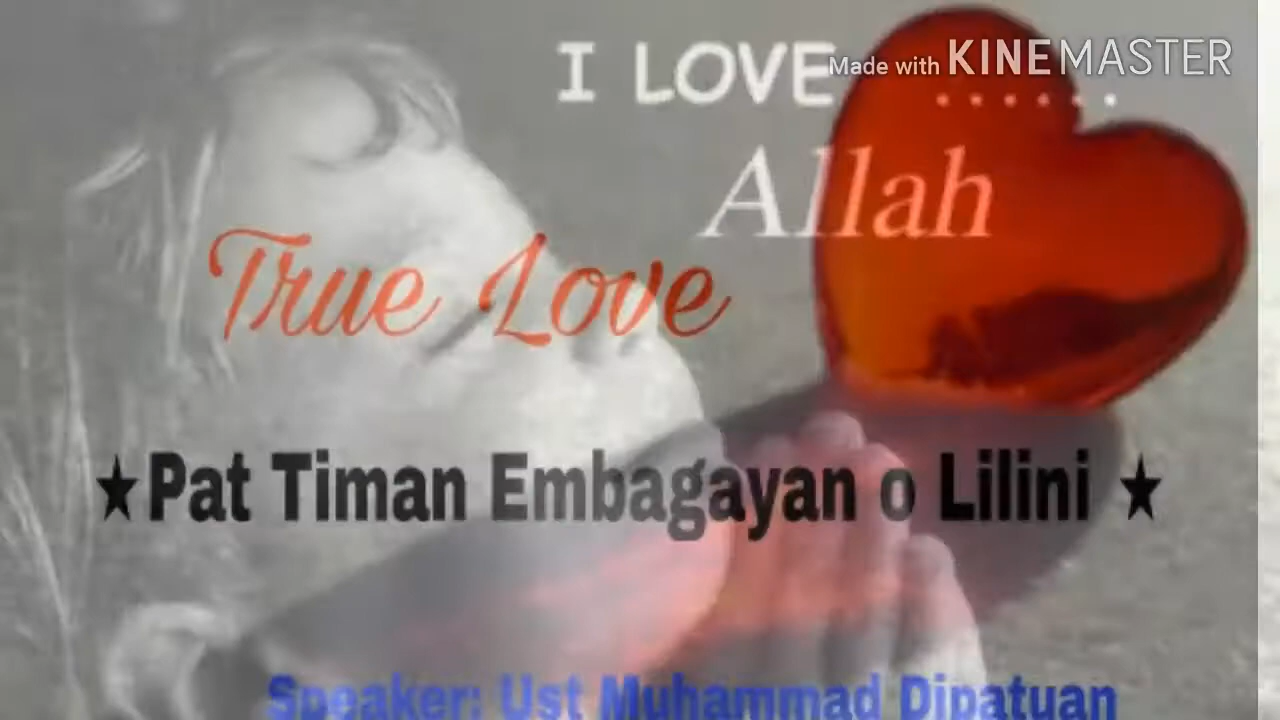 I LOVE ......
Made with KINEMASTER
Allah
True Love
★Pat Timan Embagayan o Lilini ★
Speaker: Ust Muhammad Dipatuan